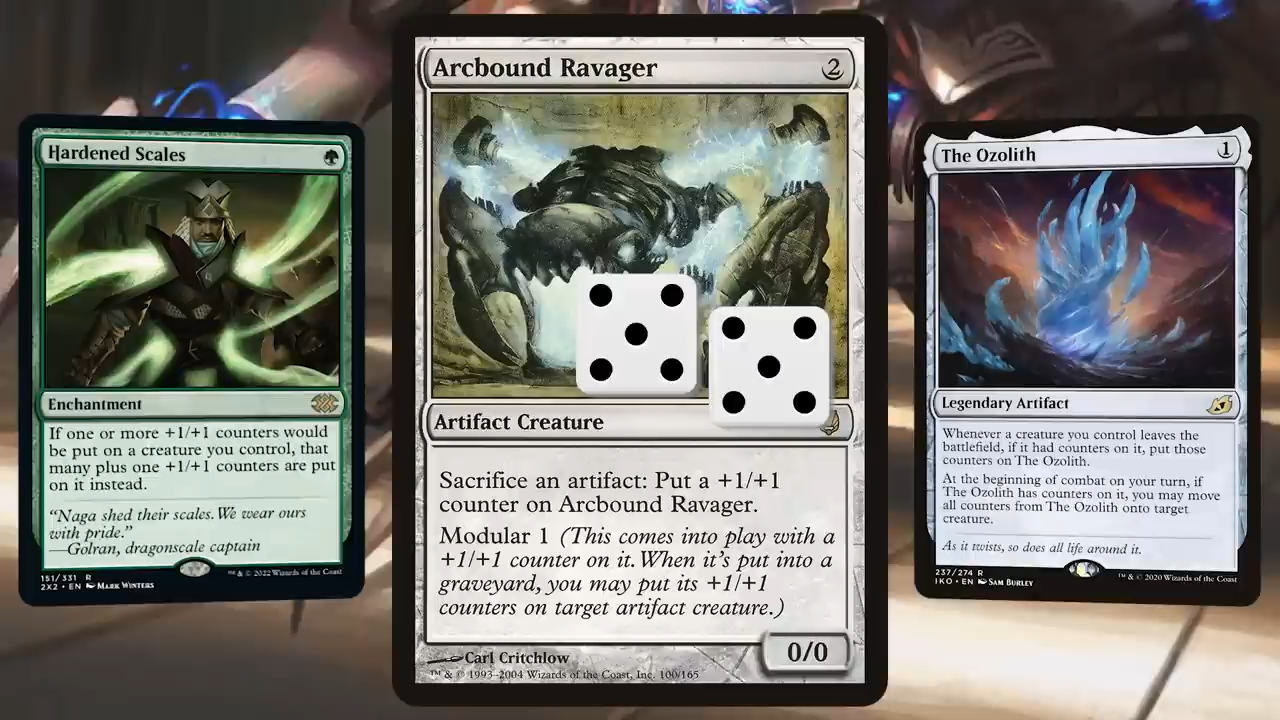 Hardened Scales
Enchantment
If one or more +1/+1 counters would
be put on a creature you control, that
many plus one +1/+1 counters are put
on it instead.
“Naga shed their scales. We wear ours
with pride.”
—Golran, dragonscale captain
151/331 R
2X2 • EN Mark Winters
™ & © 2022 Wizards of the Coast
Arcbound Ravager 2
Artifact Creature
Sacrifice an artifact: Put a +1/+1
counter on Arcbound Ravager.
Modular 1 (This comes into play with a
+1/+1 counter on it. When it’s put into a
graveyard, you may put its +1/+1
counters on target artifact creature.)
0/0
Carl Critchlow
™ & © 1993–2004 Wizards of the Coast, Inc. 100/165
The Ozolith 1
Legendary Artifact
Whenever a creature you control leaves the
battlefield, if it had counters on it, put those
counters on The Ozolith.
At the beginning of combat on your turn, if
The Ozolith has counters on it, you may move
all counters from The Ozolith onto target
creature.
As it twists, so does all life around it.
237/274 R
IKO • EN Sam Burley
™ & © 2020 Wizards of the Coast